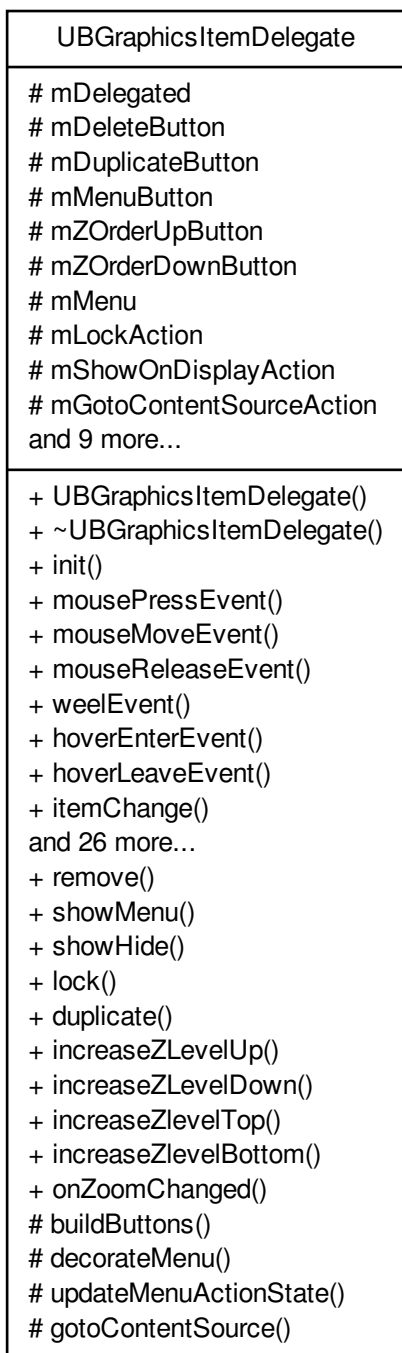 UBGraphicsItemDelegate
# mDelegated
# mDeleteButton
# mDuplicateButton
# mMenuButton
# mZOrderUpButton
# mZOrderDownButton
# mMenu
# mLockAction
# mShowOnDisplayAction
# mGotoContentSourceAction
and 9 more...
+ UBGraphicsItemDelegate()
+ ~UBGraphicsItemDelegate()
+ init()
+ mousePressEvent()
+ mouseMoveEvent()
+ mouseReleaseEvent()
+ weelEvent()
+ hoverEnterEvent()
+ hoverLeaveEvent()
+ itemChange()
and 26 more...
+ remove()
+ showMenu()
+ showHide()
+ lock()
+ duplicate()
+ increaseZLevelUp()
+ increaseZLevelDown()
+ increaseZlevelTop()
+ increaseZlevelBottom()
+ onZoomChanged()
# buildButtons()
# decorateMenu()
# updateMenuActionState()
# gotoContentSource()